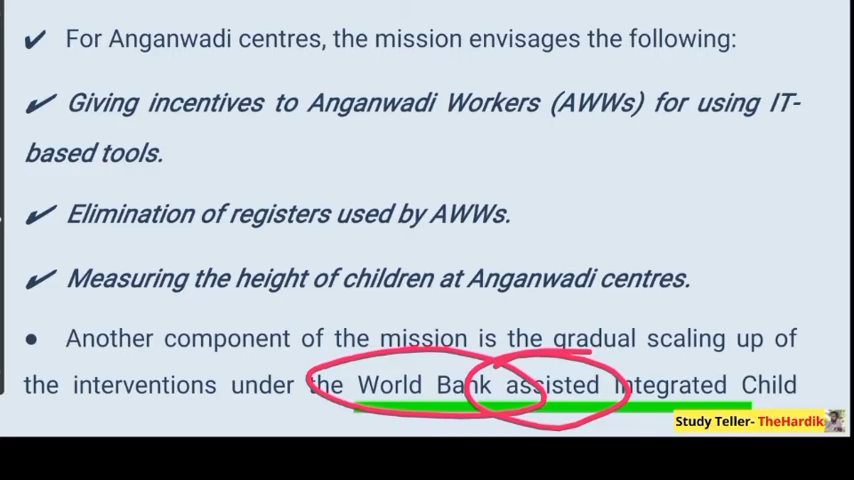 ✔ For Anganwadi centres, the mission envisages the following:
✔ Giving incentives to Anganwadi Workers (AWWs) for using IT-
based tools.
✔ Elimination of registers used by AWWs.
✔ Measuring the height of children at Anganwadi centres.
● Another component of the mission is the gradual scaling up of
the interventions under the World Bank assisted Integrated Child
Study Teller- TheHardik